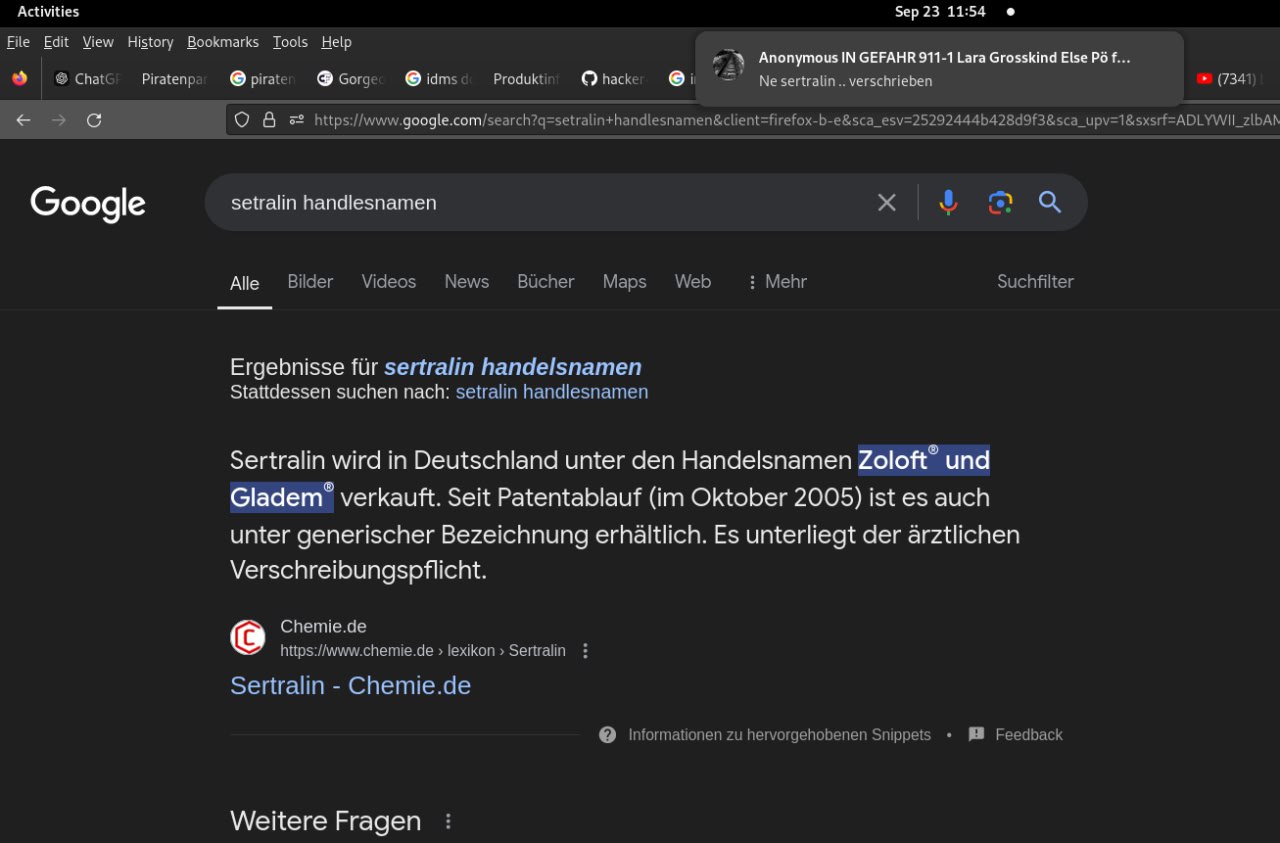 Activities
Sep 23 11:54
File Edit View History Bookmarks Tools Help
Anonymous IN GEFAHR 911-1 Lara Grosskind Else Pö f…
Ne sertralin .. verschrieben
ChatGP Piratenpar piraten Gorgeo idms de Produktinf hacker (7341)
https://www.google.com/search?q=setralin+handlesnamen&client=firefox-b-e&sca_esv=25292444b428d9f3&sca_upv=1&sxsrf=ADLYWII_zlbAM
Google
setralin handlesnamen
Alle Bilder Videos News Bücher Maps Web Mehr Suchfilter
Ergebnisse für sertralin handelsnamen
Stattdessen suchen nach: setralin handlesnamen
Sertralin wird in Deutschland unter den Handelsnamen Zoloft® und
Gladem® verkauft. Seit Patentablauf (im Oktober 2005) ist es auch
unter generischer Bezeichnung erhältlich. Es unterliegt der ärztlichen
Verschreibungspflicht.
Chemie.de
https://www.chemie.de › lexikon › Sertralin
Sertralin - Chemie.de
Informationen zu hervorgehobenen Snippets • Feedback
Weitere Fragen